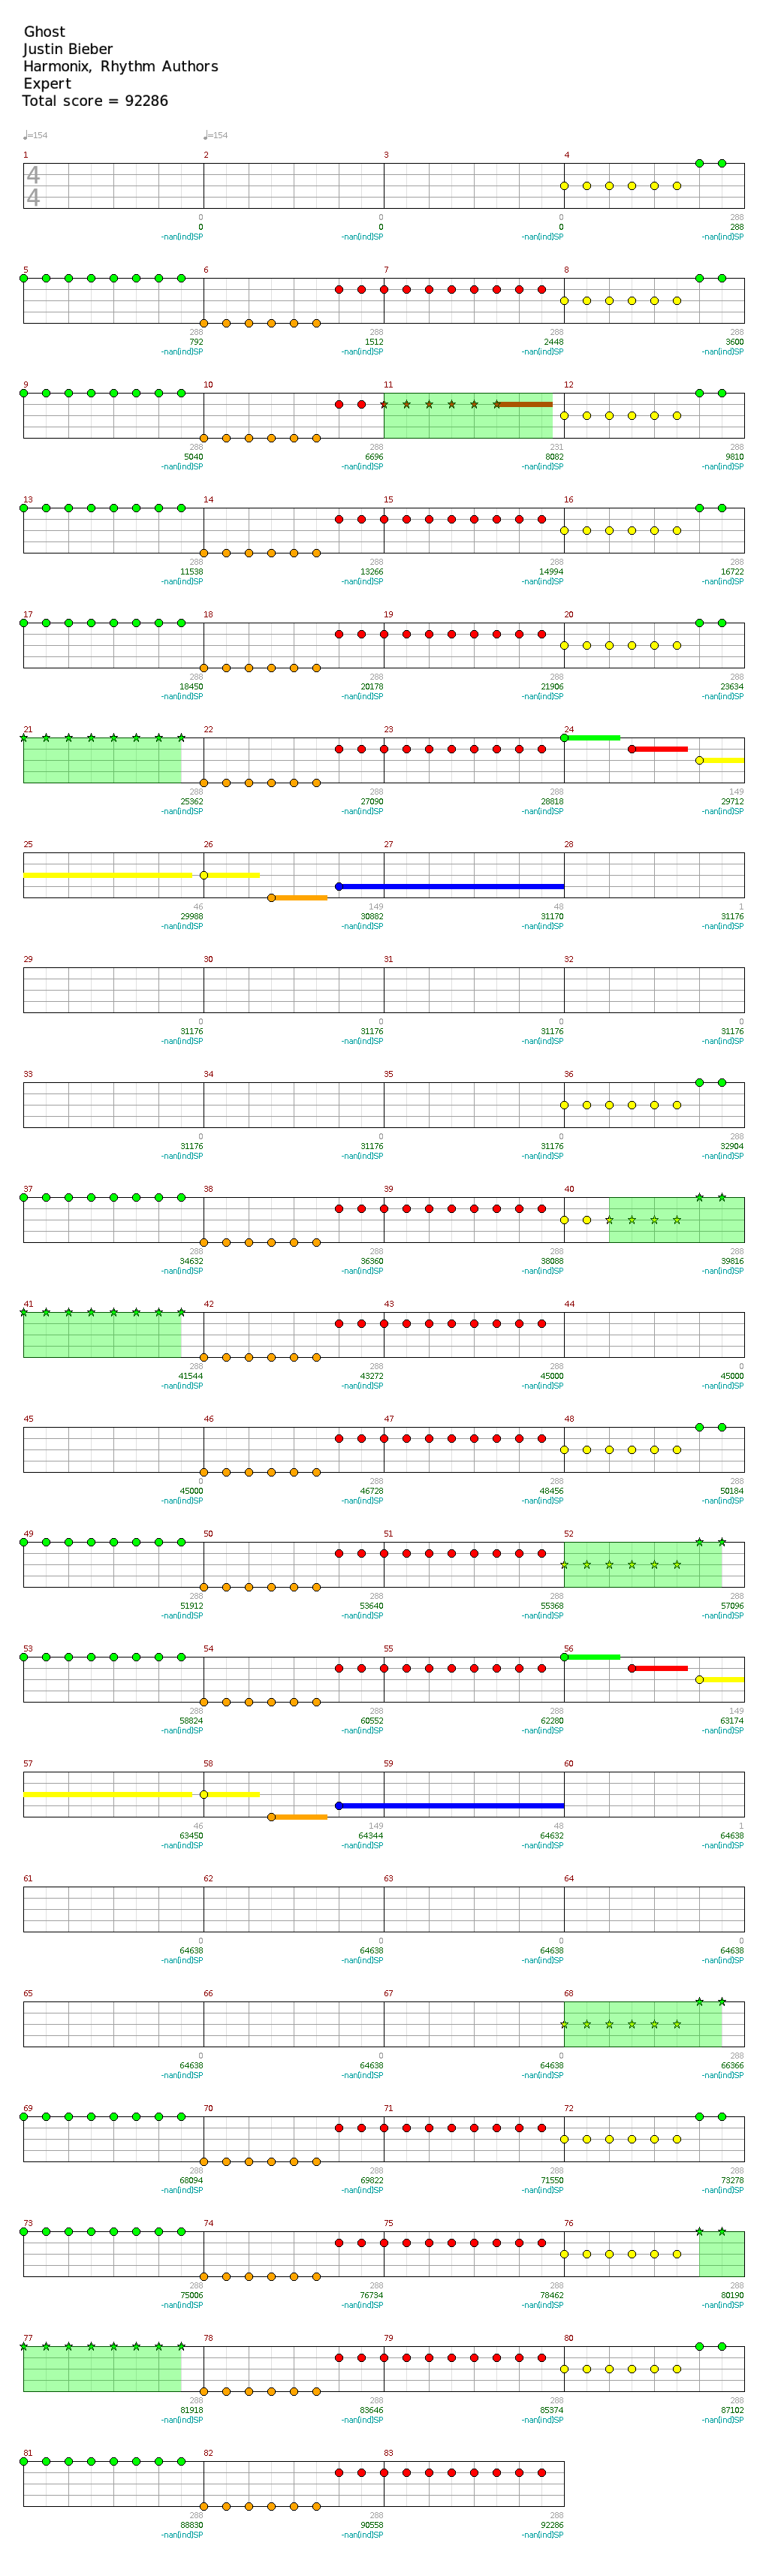 Ghost
Justin Bieber
Harmonix, Rhythm Authors
Expert
Total score = 92286
♩=154 ♩=154
1 2 3 4
4
4
0 0 0 288
0 0 0 288
-nan(ind)SP -nan(ind)SP -nan(ind)SP -nan(ind)SP
5 6 7 8
288 288 288 288
792 1512 2448 3600
-nan(ind)SP -nan(ind)SP -nan(ind)SP -nan(ind)SP
9 10 11 12
288 288 231 288
5040 6696 8082 9810
-nan(ind)SP -nan(ind)SP -nan(ind)SP -nan(ind)SP
13 14 15 16
288 288 288 288
11538 13266 14994 16722
-nan(ind)SP -nan(ind)SP -nan(ind)SP -nan(ind)SP
17 18 19 20
288 288 288 288
18450 20178 21906 23634
-nan(ind)SP -nan(ind)SP -nan(ind)SP -nan(ind)SP
21 22 23 24
288 288 288 149
25362 27090 28818 29712
-nan(ind)SP -nan(ind)SP -nan(ind)SP -nan(ind)SP
25 26 27 28
46 149 48 1
29988 30882 31170 31176
-nan(ind)SP -nan(ind)SP -nan(ind)SP -nan(ind)SP
29 30 31 32
0 0 0 0
31176 31176 31176 31176
-nan(ind)SP -nan(ind)SP -nan(ind)SP -nan(ind)SP
33 34 35 36
0 0 0 288
31176 31176 31176 32904
-nan(ind)SP -nan(ind)SP -nan(ind)SP -nan(ind)SP
37 38 39 40
288 288 288 288
34632 36360 38088 39816
-nan(ind)SP -nan(ind)SP -nan(ind)SP -nan(ind)SP
41 42 43 44
288 288 288 0
41544 43272 45000 45000
-nan(ind)SP -nan(ind)SP -nan(ind)SP -nan(ind)SP
45 46 47 48
0 288 288 288
45000 46728 48456 50184
-nan(ind)SP -nan(ind)SP -nan(ind)SP -nan(ind)SP
49 50 51 52
288 288 288 288
51912 53640 55368 57096
-nan(ind)SP -nan(ind)SP -nan(ind)SP -nan(ind)SP
53 54 55 56
288 288 288 149
58824 60552 62280 63174
-nan(ind)SP -nan(ind)SP -nan(ind)SP -nan(ind)SP
57 58 59 60
46 149 48 1
63450 64344 64632 64638
-nan(ind)SP -nan(ind)SP -nan(ind)SP -nan(ind)SP
61 62 63 64
0 0 0 0
64638 64638 64638 64638
-nan(ind)SP -nan(ind)SP -nan(ind)SP -nan(ind)SP
65 66 67 68
0 0 0 288
64638 64638 64638 66366
-nan(ind)SP -nan(ind)SP -nan(ind)SP -nan(ind)SP
69 70 71 72
288 288 288 288
68094 69822 71550 73278
-nan(ind)SP -nan(ind)SP -nan(ind)SP -nan(ind)SP
73 74 75 76
288 288 288 288
75006 76734 78462 80190
-nan(ind)SP -nan(ind)SP -nan(ind)SP -nan(ind)SP
77 78 79 80
288 288 288 288
81918 83646 85374 87102
-nan(ind)SP -nan(ind)SP -nan(ind)SP -nan(ind)SP
81 82 83
288 288 288
88830 90558 92286
-nan(ind)SP -nan(ind)SP -nan(ind)SP